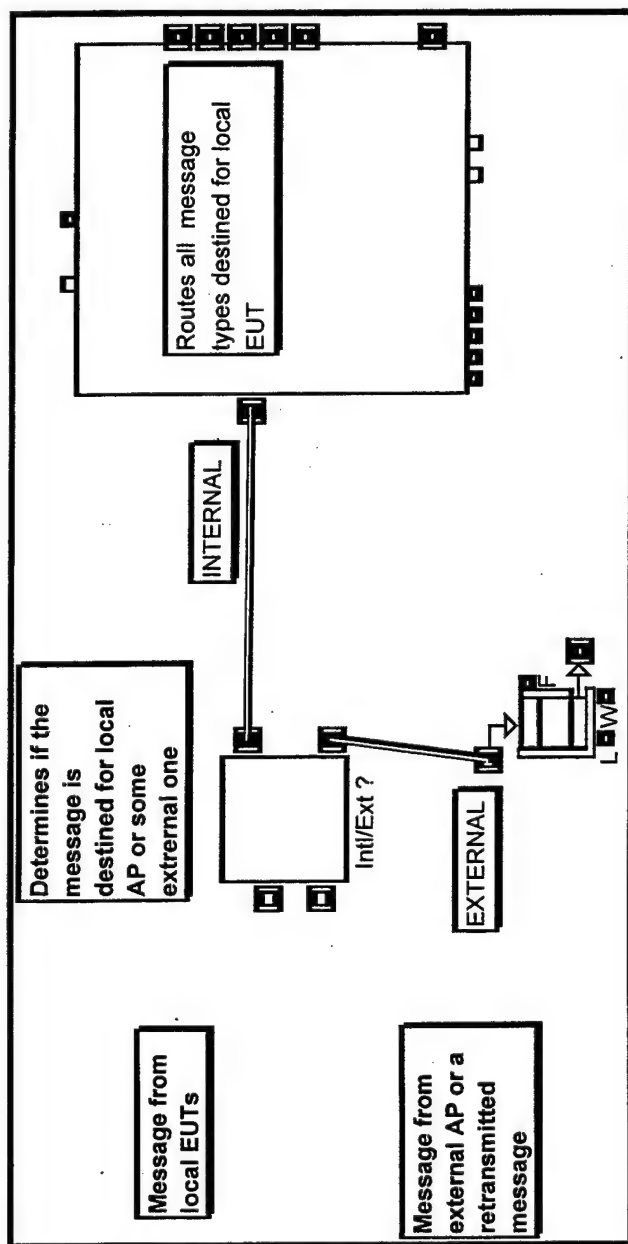 Message from
local EUTs
Message from
external AP or a
retransmitted
message
Determines if the
message is
destined for local
AP or some
extrernal one
Intl/Ext ?
EXTERNAL
F
L
W
INTERNAL
Routes all message
types destined for local
EUT